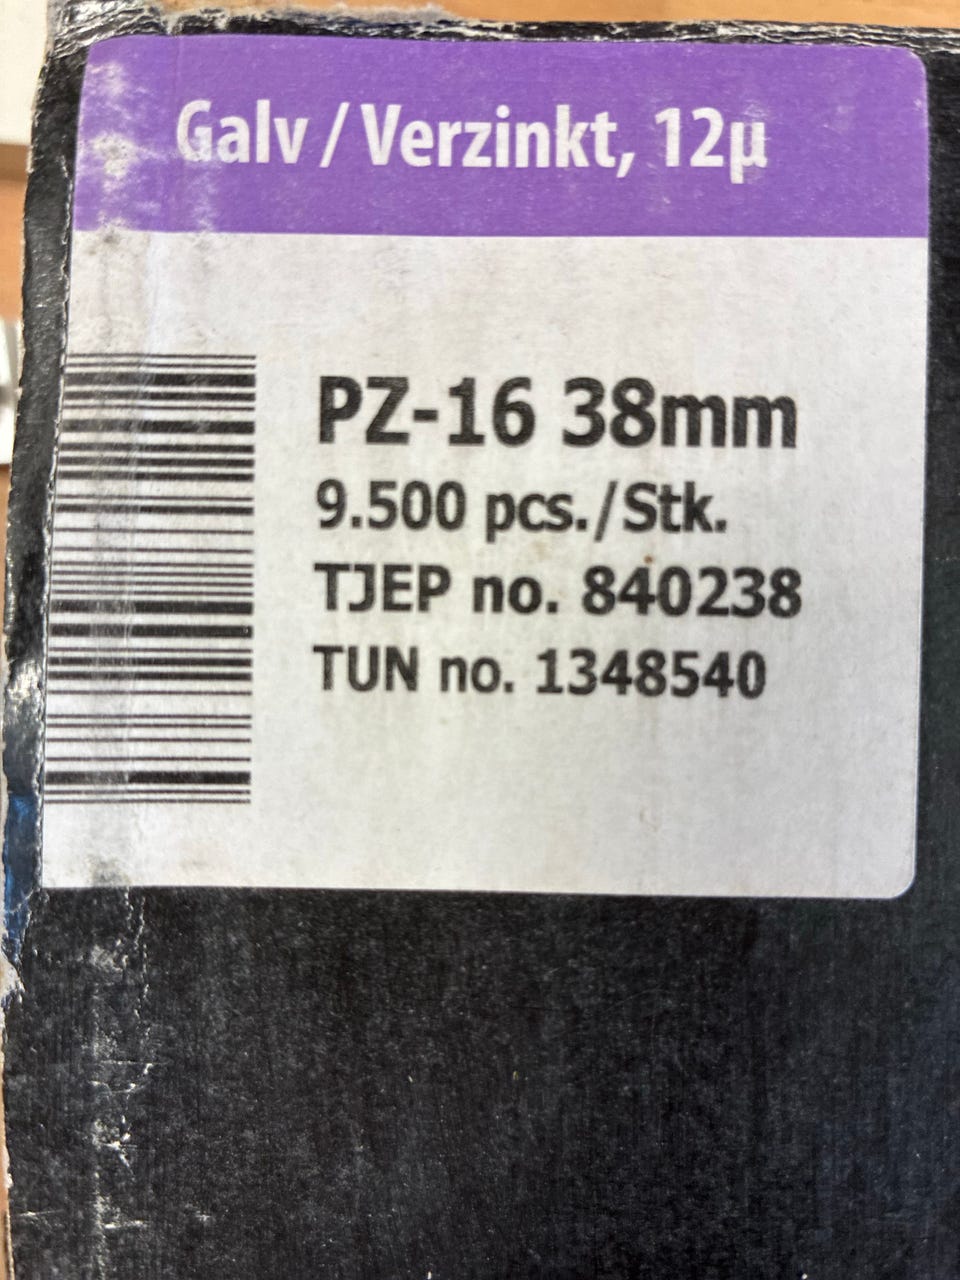 Galv / Verzinkt, 12µ
PZ-16 38mm
9.500 pcs./Stk.
TJEP no. 840238
TUN no. 1348540